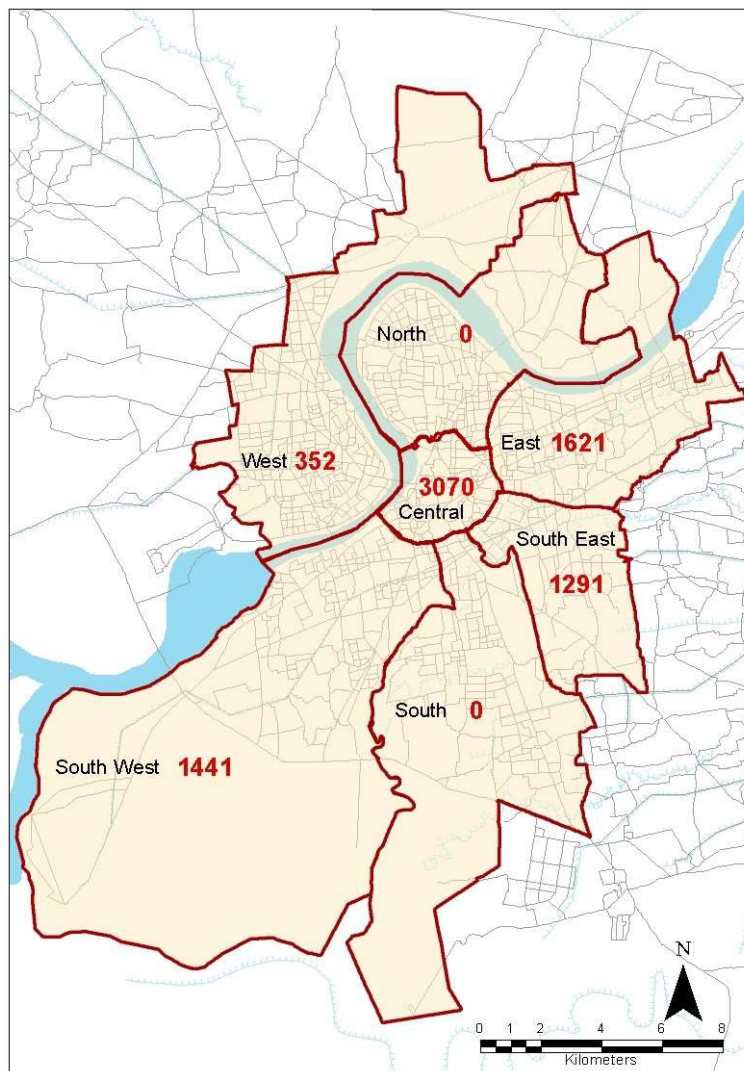 North 0
West 352
East 1621
3070
Central
South East
1291
South 0
South West 1441
N
0 1 2 4 6 8
Kilometers